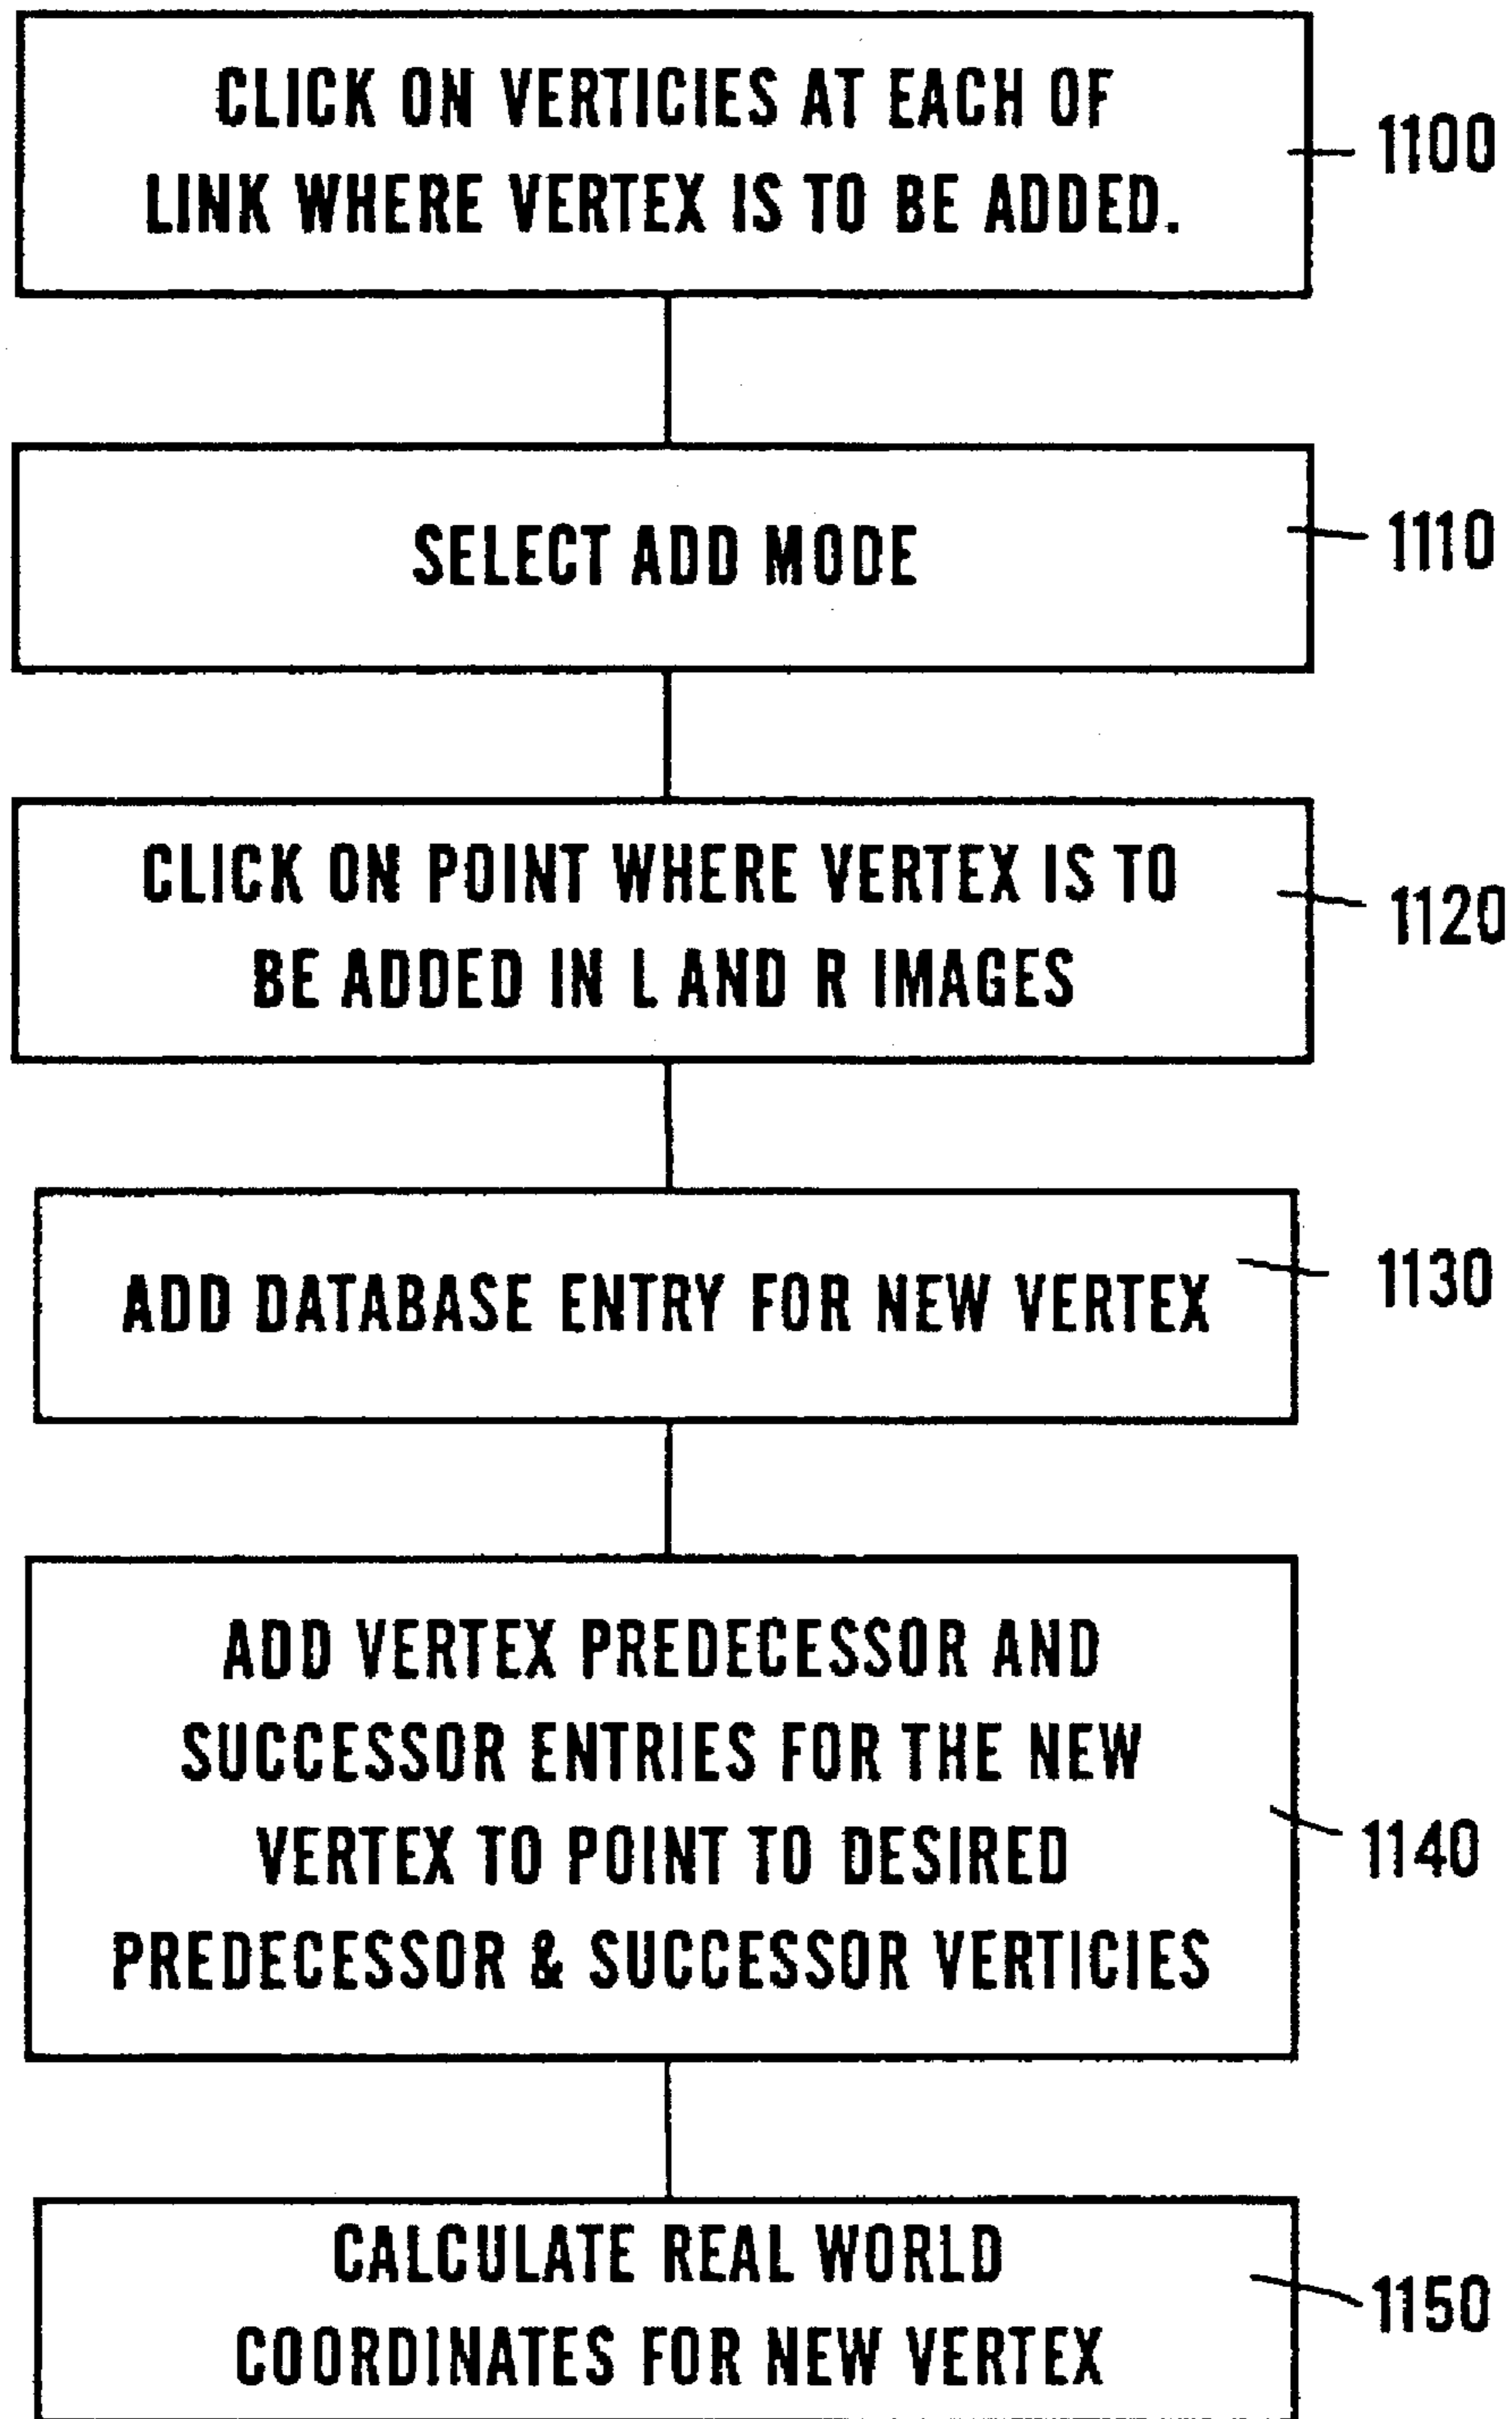 CLICK ON VERTICIES AT EACH OF
LINK WHERE VERTEX IS TO BE ADDED.
1100
SELECT ADD MODE
1110
CLICK ON POINT WHERE VERTEX IS TO
BE ADDED IN L AND R IMAGES
1120
ADD DATABASE ENTRY FOR NEW VERTEX
1130
ADD VERTEX PREDECESSOR AND
SUCCESSOR ENTRIES FOR THE NEW
VERTEX TO POINT TO DESIRED
PREDECESSOR & SUCCESSOR VERTICIES
1140
CALCULATE REAL WORLD
COORDINATES FOR NEW VERTEX
1150